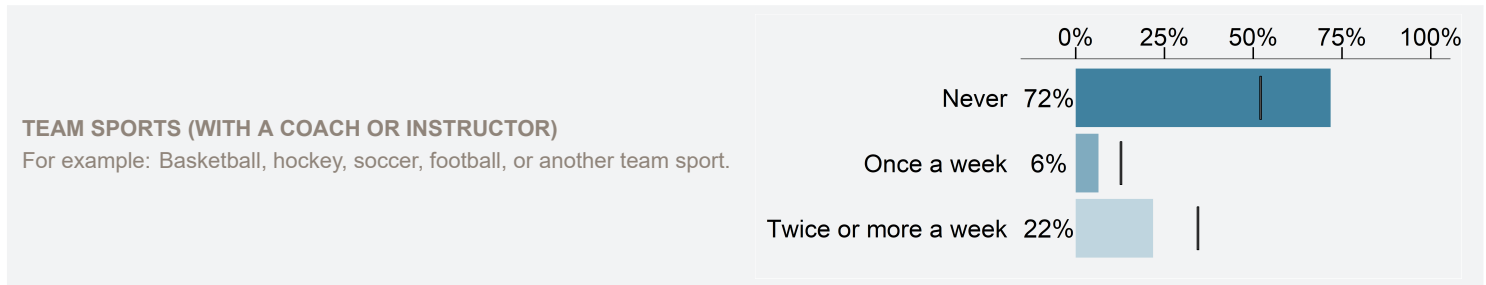 0% 25% 50% 75% 100%
Never 72%
TEAM SPORTS (WITH A COACH OR INSTRUCTOR)
For example: Basketball, hockey, soccer, football, or another team sport.
Once a week 6%
Twice or more a week 22%